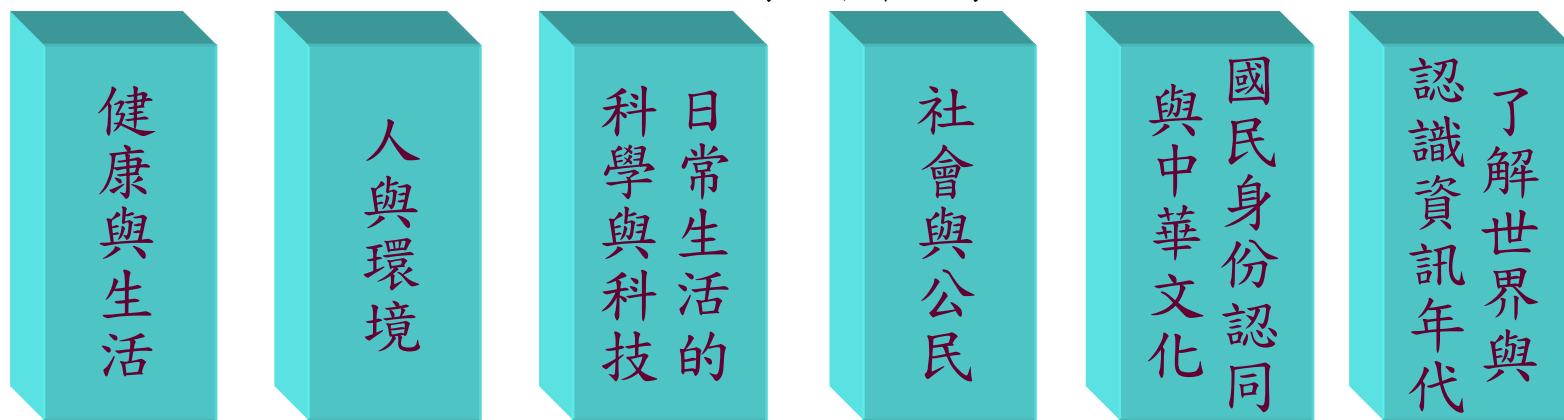 健康與生活
人與環境
日常生活的
科學與科技
社會與公民
國民身份認同
與中華文化
了解世界與
認識資訊年代